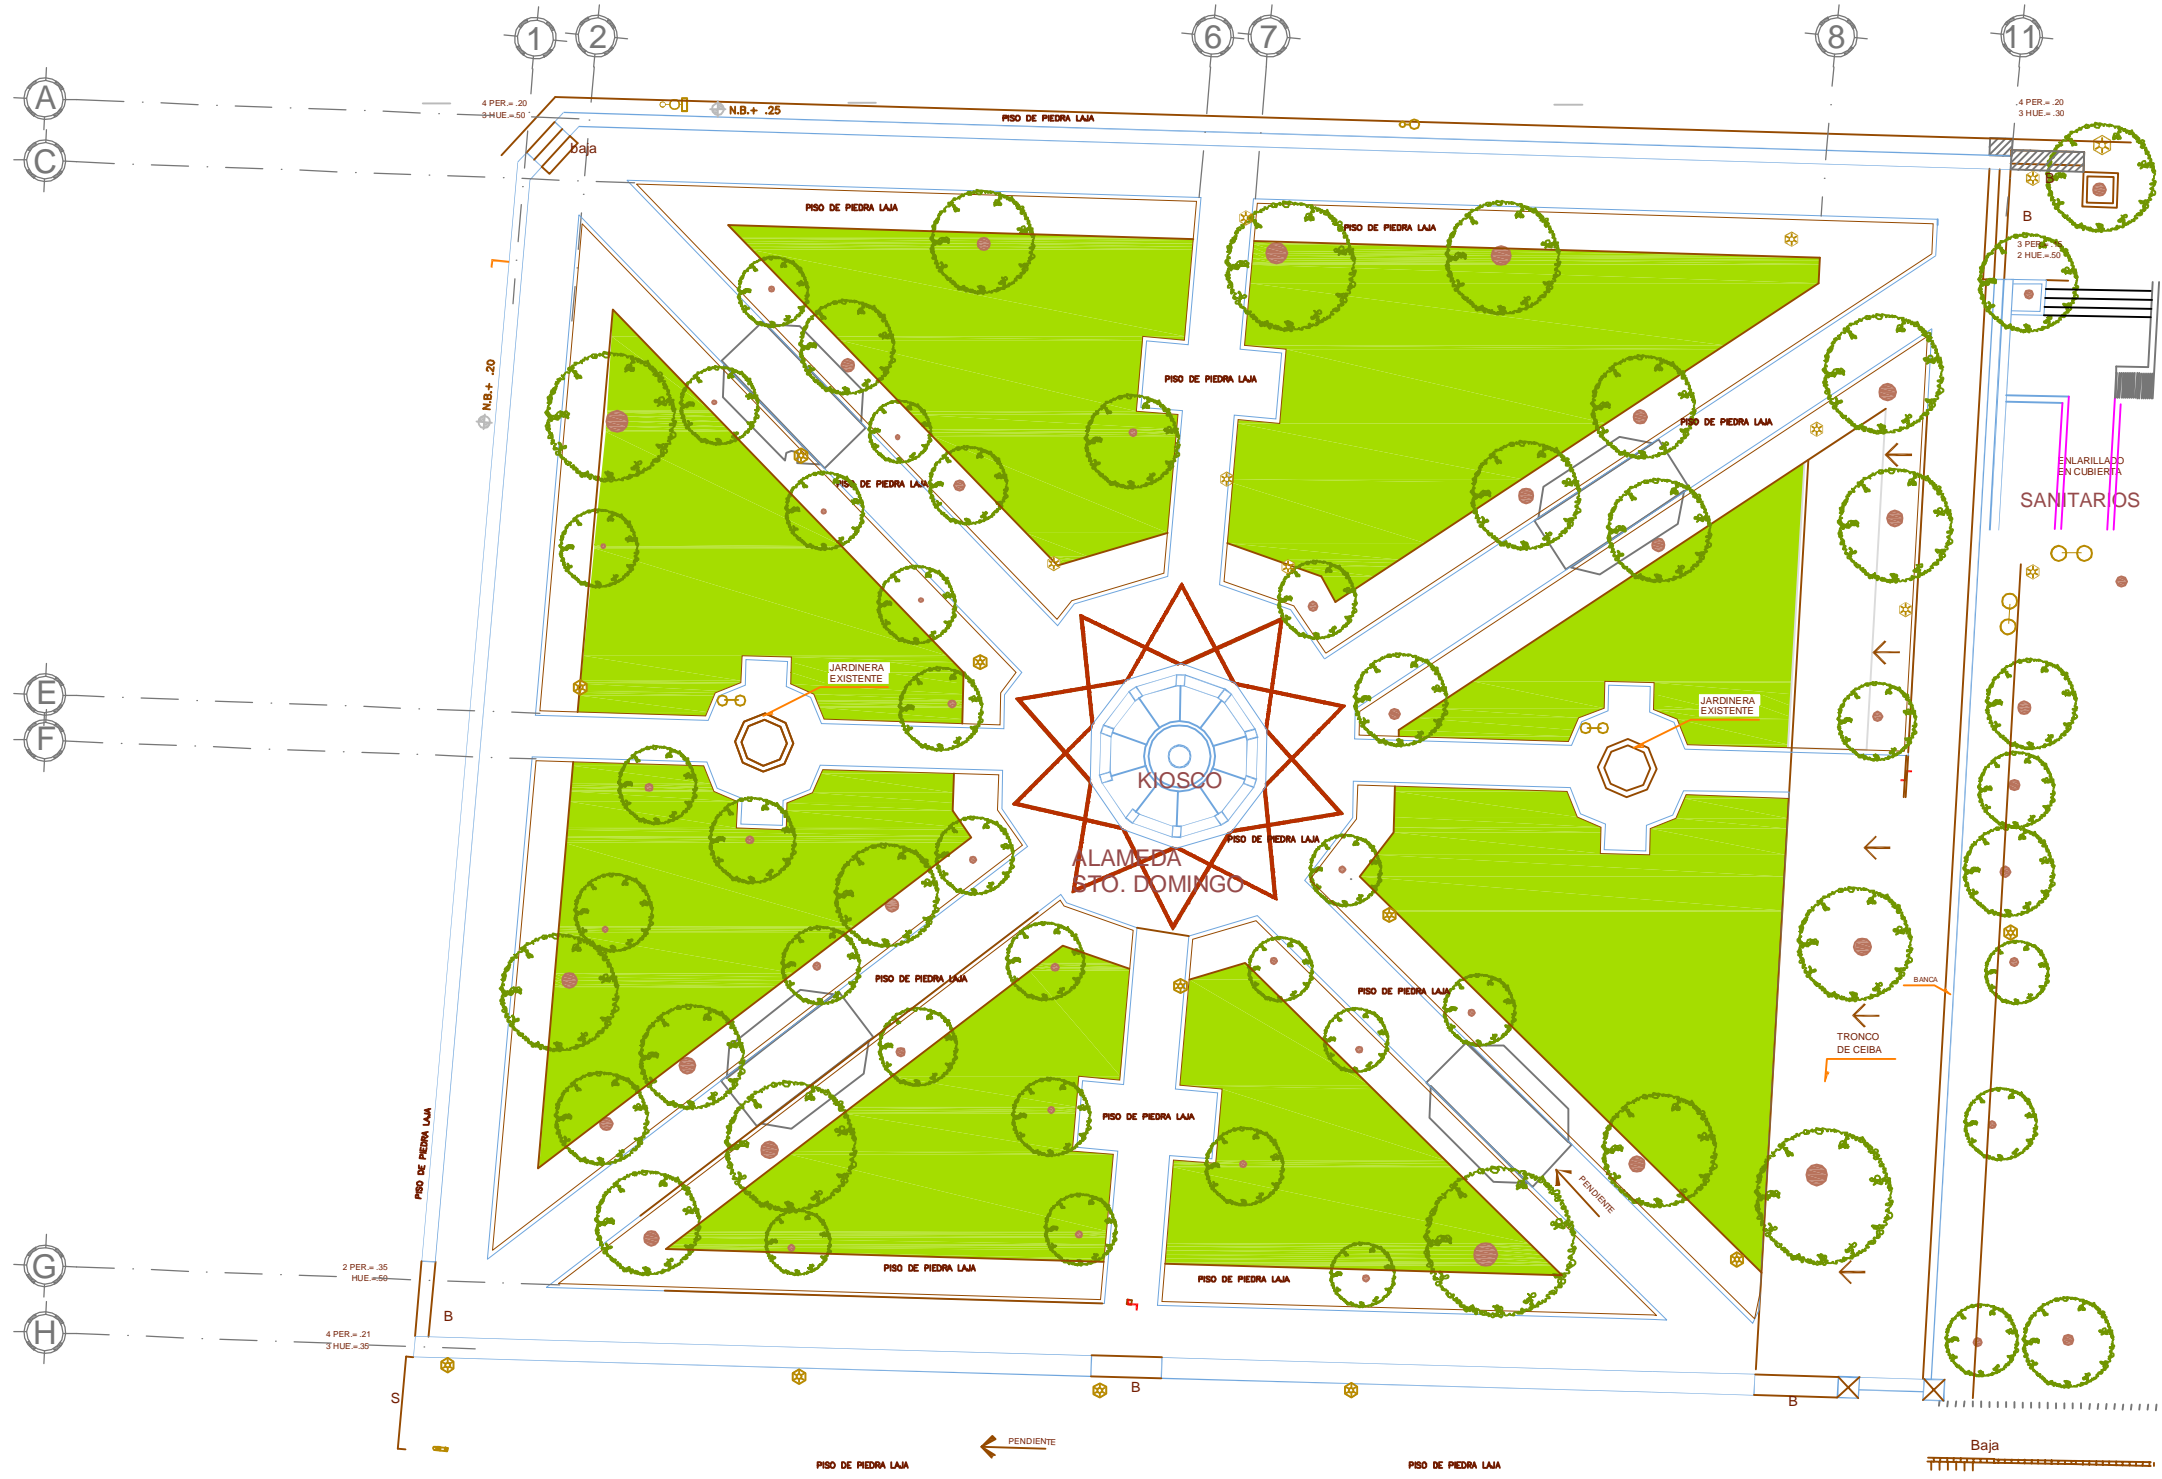 1
2
6
7
8
11
A
4 PER.= .20
3 HUE.=.50
N.B.+ .25
PISO DE PIEDRA LAJA
4 PER.= .20
3 HUE.= .30
baja
C
B
PISO DE PIEDRA LAJA
B
PISO DE PIEDRA LAJA
2 HUE.=.50
N.B.+ .20
PISO DE PIEDRA LAJA
PISO DE PIEDRA LAJA
ENLARILLADO
EN CUBIERTA
PISO DE PIEDRA LAJA
SANITARIOS
JARDINERA
EXISTENTE
E
JARDINERA
EXISTENTE
F
KIOSCO
PISO DE PIEDRA LAJA
ALAMEDA
STO. DOMINGO
PISO DE PIEDRA LAJA
BANCA
PISO DE PIEDRA LAJA
TRONCO
DE CEIBA
PISO DE PIEDRA LAJA
PISO DE PIEDRA LAJA
PENDIENTE
G
2 PER.= .35
HUE.=.50
PISO DE PIEDRA LAJA
PISO DE PIEDRA LAJA
B
H
4 PER.= .21
3 HUE.=.35
S
B
B
PENDIENTE
Baja
PISO DE PIEDRA LAJA
PISO DE PIEDRA LAJA